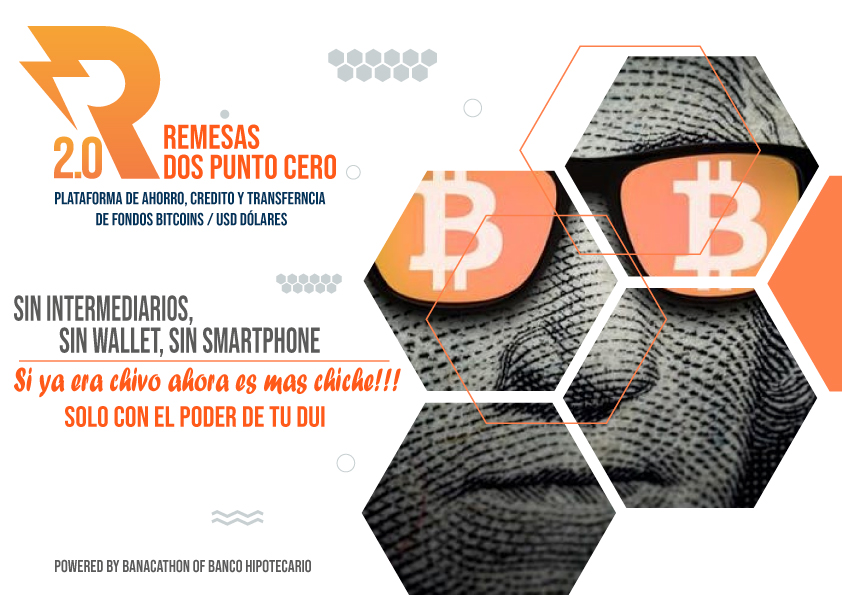 R
2.0
REMESAS
DOS PUNTO CERO
PLATAFORMA DE AHORRO, CREDITO Y TRANSFERNCIA
DE FONDOS BITCOINS / USD DÓLARES
SIN INTERMEDIARIOS,
SIN WALLET, SIN SMARTPHONE
Si ya era chivo ahora es mas chiche!!!
SOLO CON EL PODER DE TU DUI
POWERED BY BANACATHON OF BANCO HIPOTECARIO